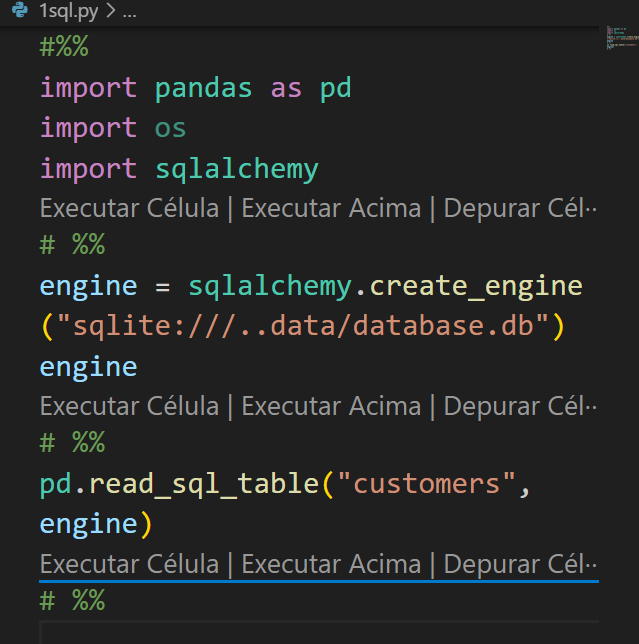 1sql.py > ...
#%%
import pandas as pd
import os
import sqlalchemy
Executar Célula | Executar Acima | Depurar Cél··
# %%
engine = sqlalchemy.create_engine
("sqlite:///..data/database.db")
engine
Executar Célula | Executar Acima | Depurar Cél··
# %%
pd.read_sql_table("customers",
engine)
Executar Célula | Executar Acima | Depurar Cél··
# %%